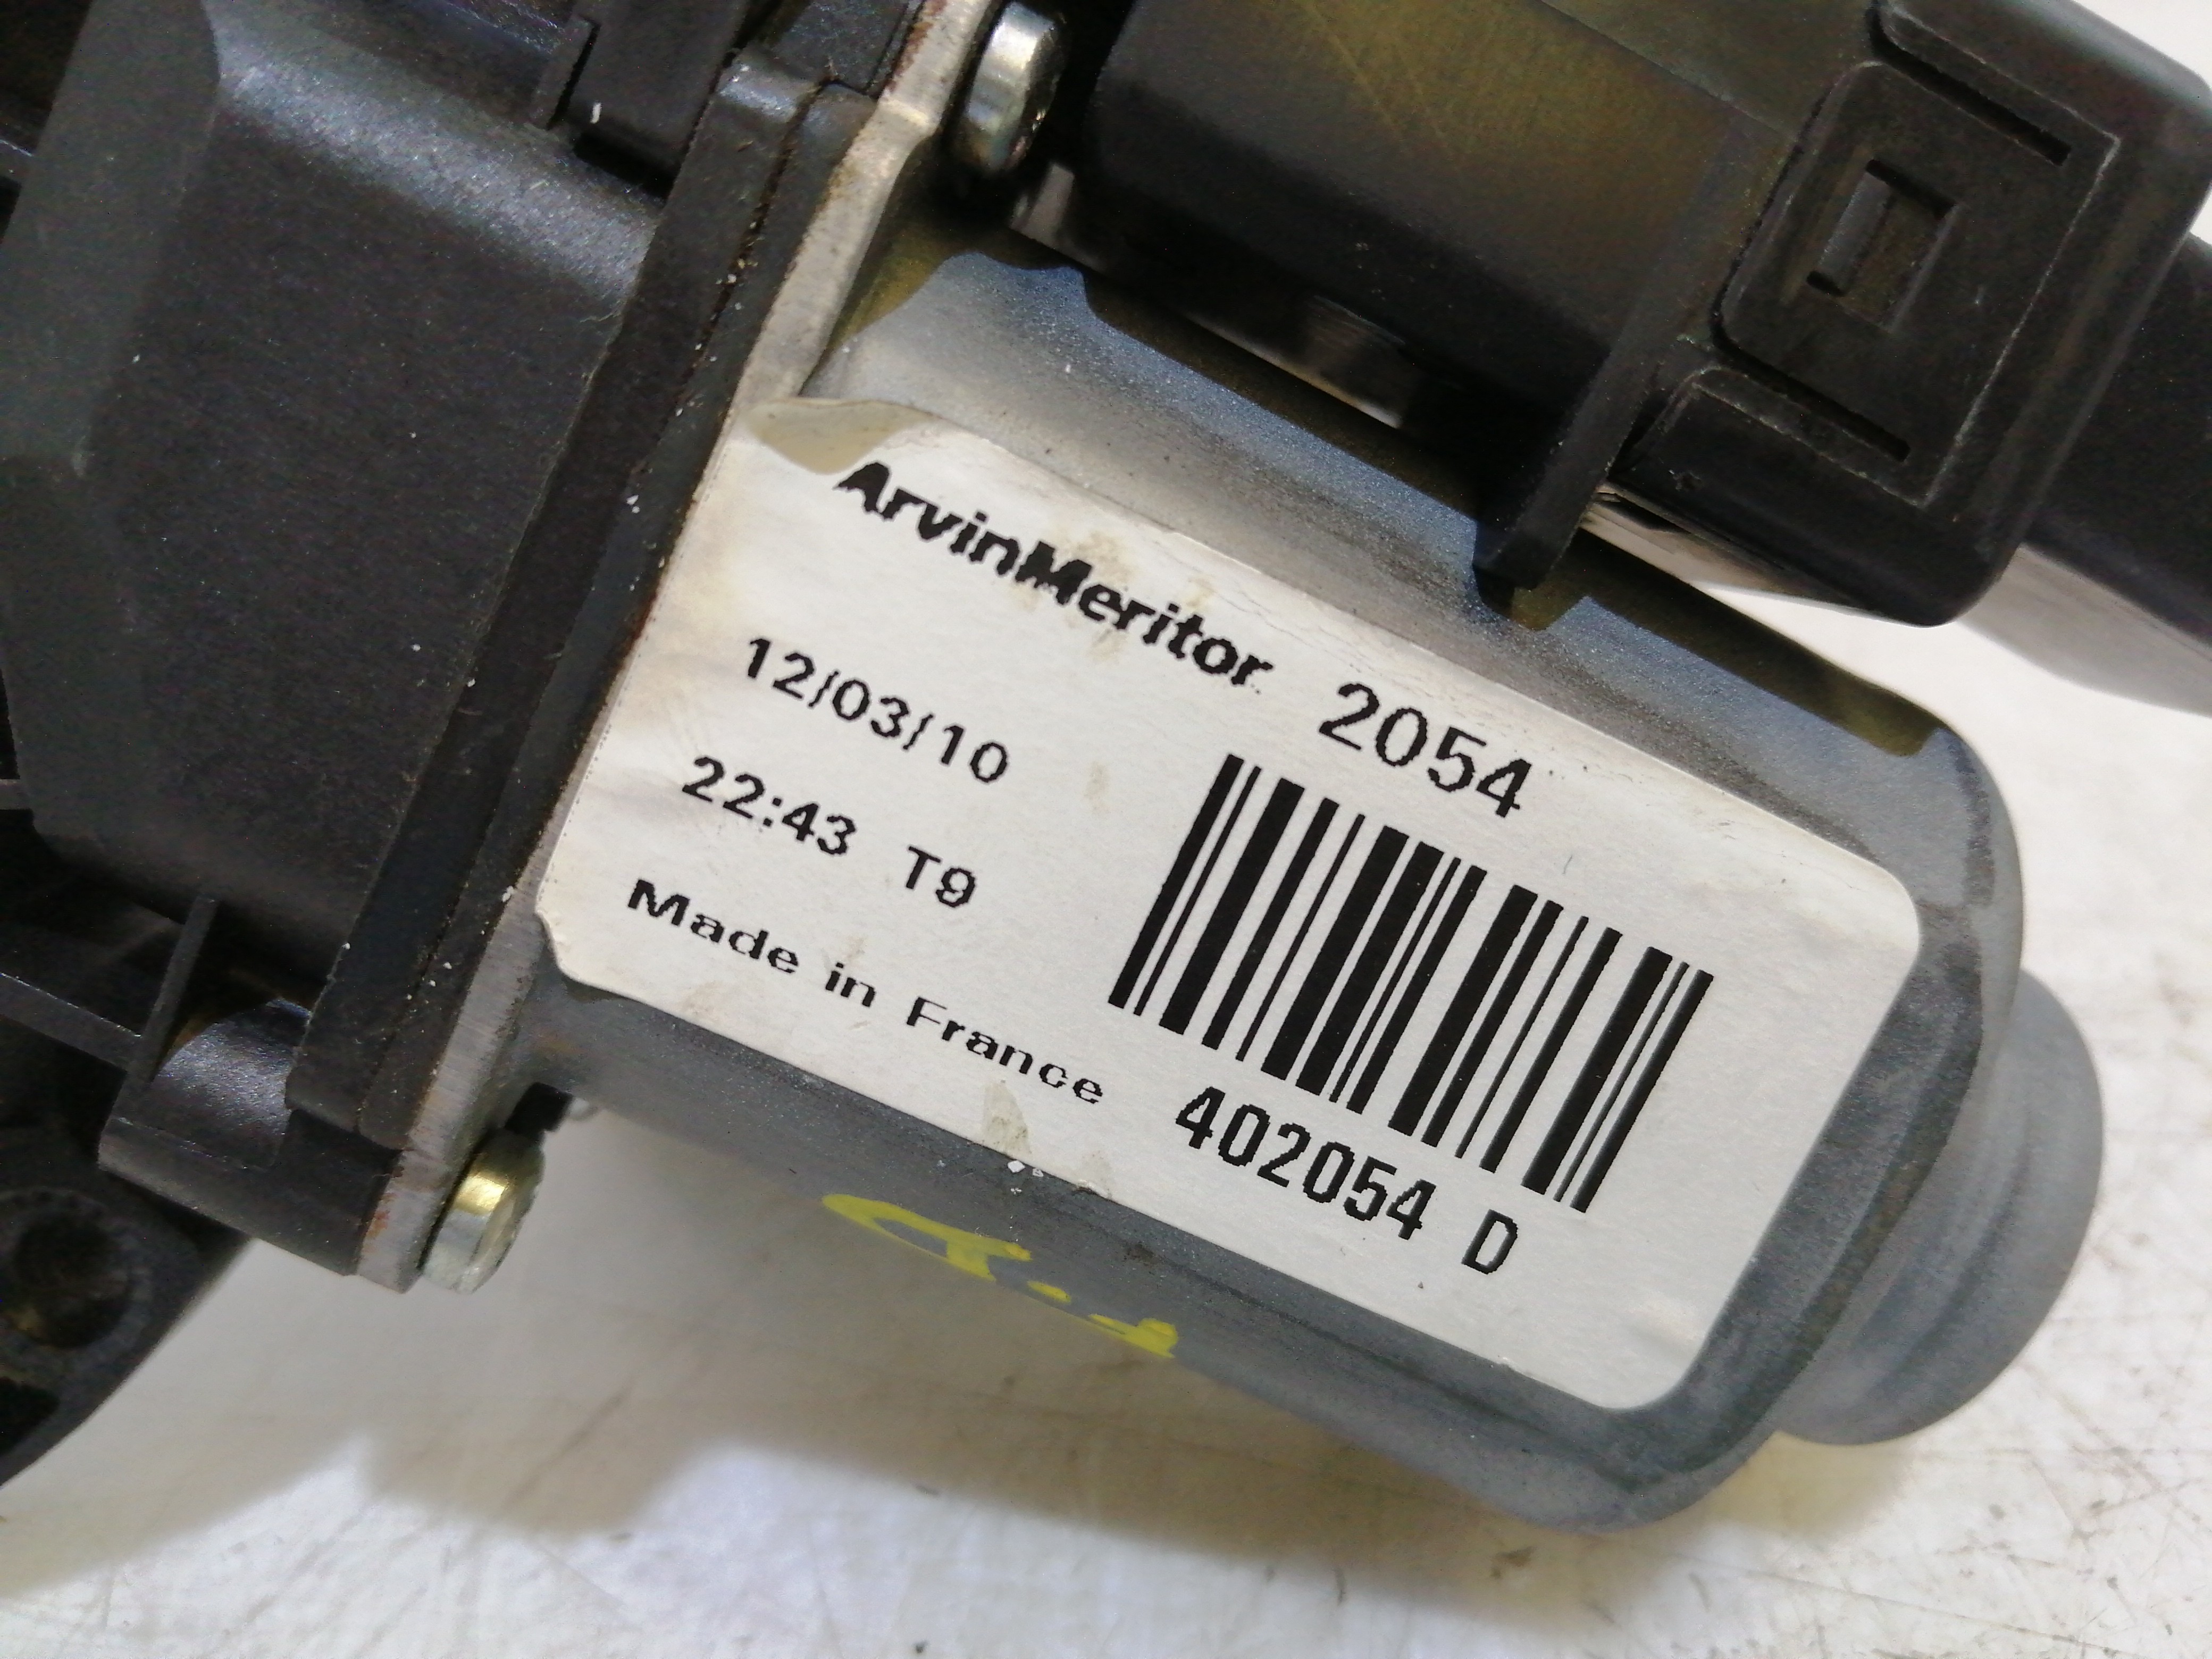 ArvinMeritor 2054
12/03/10
22:43 T9
Made in France
402054 D